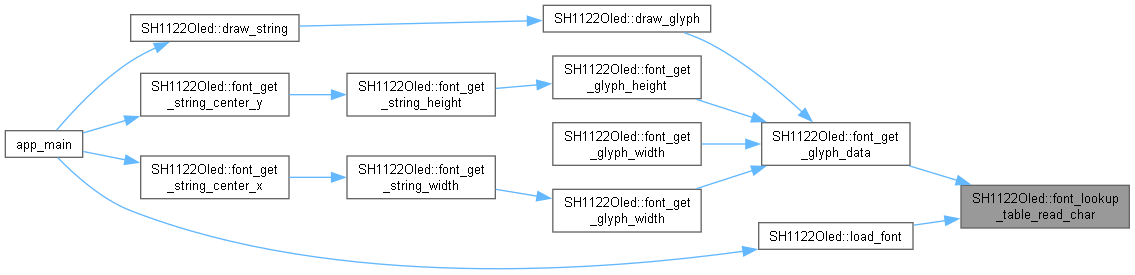 SH1122Oled::draw_string
SH1122Oled::draw_glyph
SH1122Oled::font_get
_string_center_y
SH1122Oled::font_get
_string_height
SH1122Oled::font_get
_glyph_height
app_main
SH1122Oled::font_get
_glyph_width
SH1122Oled::font_get
_glyph_data
SH1122Oled::font_get
_string_center_x
SH1122Oled::font_get
_string_width
SH1122Oled::font_get
_glyph_width
SH1122Oled::font_lookup
_table_read_char
SH1122Oled::load_font